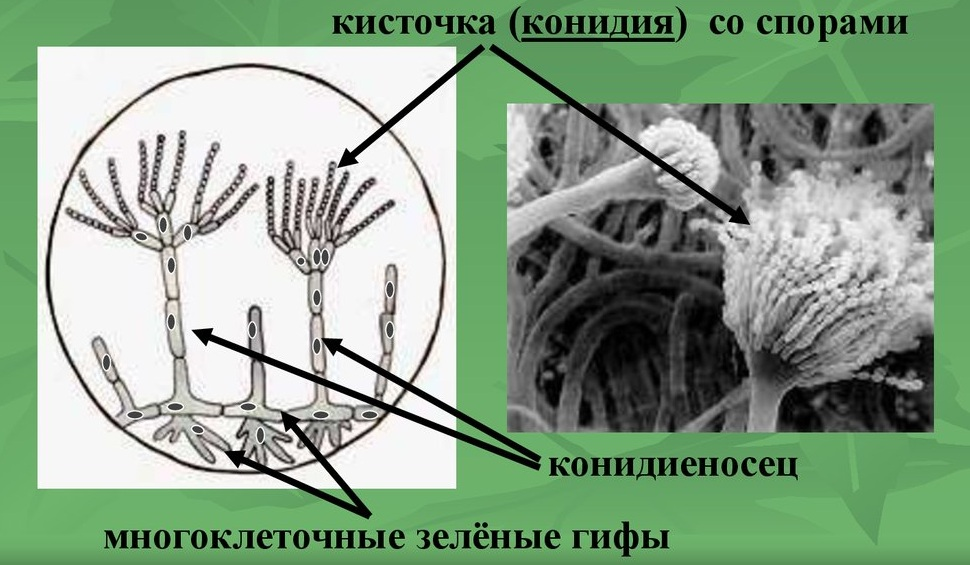 кисточка (конидия) со спорами
конидиеносец
многоклеточные зелёные гифы